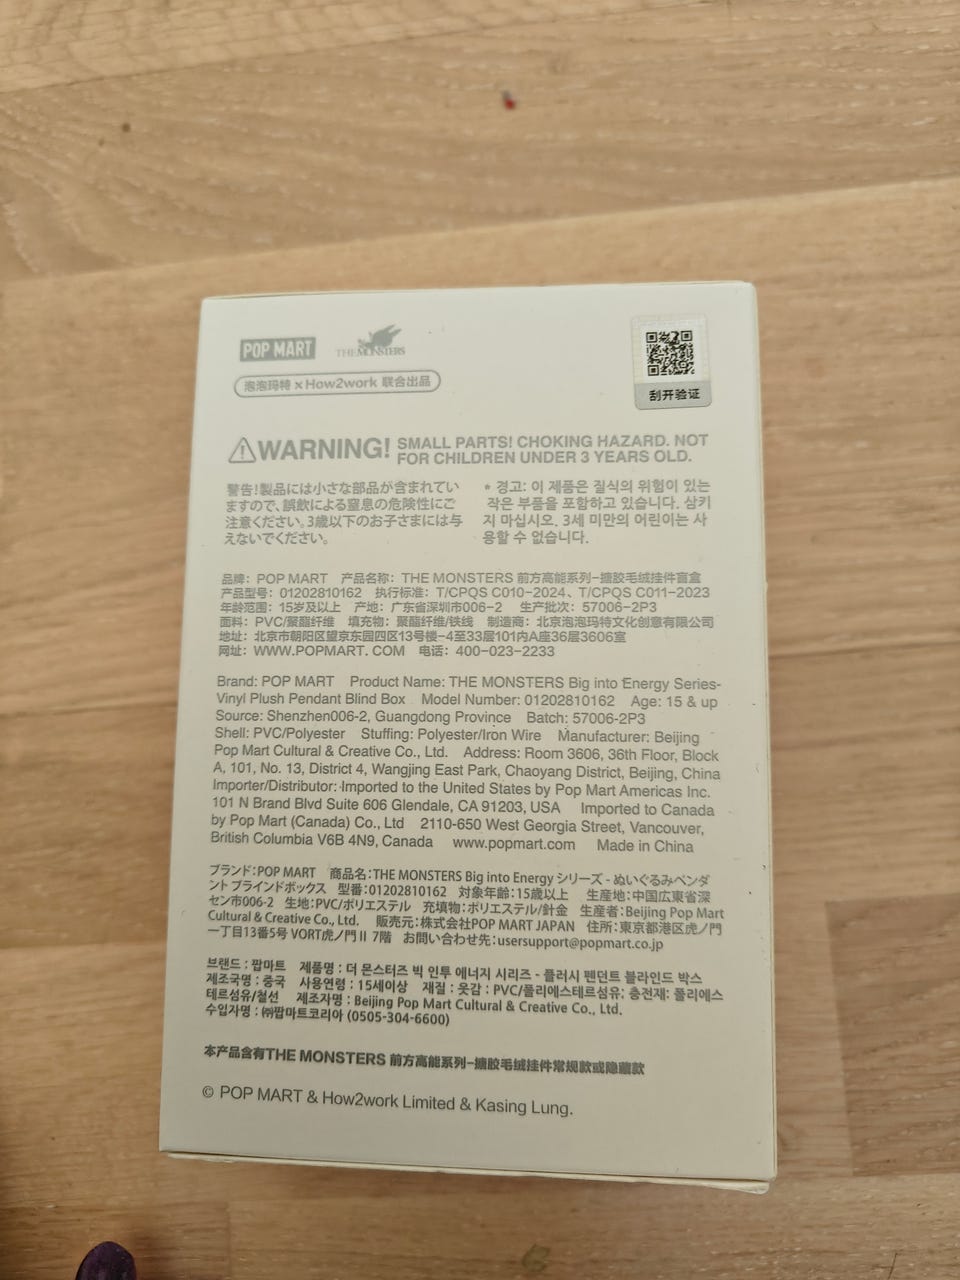 POP MART THE MONSTERS
泡泡玛特 x How2work 联合出品
刮开验证
WARNING! SMALL PARTS! CHOKING HAZARD. NOT
FOR CHILDREN UNDER 3 YEARS OLD.
警告!製品には小さな部品が含まれてい
ますので、誤飲による窒息の危険性にご
注意ください。3歳以下のお子さまには与
えないでください。
* 경고: 이 제품은 질식의 위험이 있는
작은 부품을 포함하고 있습니다. 삼키
지 마십시오. 3세 미만의 어린이는 사
용할 수 없습니다.
品牌: POP MART 产品名称: THE MONSTERS 前方高能系列-搪胶毛绒挂件盲盒
产品型号: 01202810162 执行标准: T/CPQS C010-2024、T/CPQS C011-2023
年龄范围: 15岁及以上 产地: 广东省深圳市006-2 生产批次: 57006-2P3
面料: PVC/聚酯纤维 填充物: 聚酯纤维/铁线 制造商: 北京泡泡玛特文化创意有限公司
地址: 北京市朝阳区望京东园四区13号楼-4至33层101内A座36层3606室
网址: WWW.POPMART.COM 电话: 400-023-2233
Brand: POP MART Product Name: THE MONSTERS Big into Energy Series-
Vinyl Plush Pendant Blind Box Model Number: 01202810162 Age: 15 & up
Source: Shenzhen006-2, Guangdong Province Batch: 57006-2P3
Shell: PVC/Polyester Stuffing: Polyester/Iron Wire Manufacturer: Beijing
Pop Mart Cultural & Creative Co., Ltd. Address: Room 3606, 36th Floor, Block
A, 101, No. 13, District 4, Wangjing East Park, Chaoyang District, Beijing, China
Importer/Distributor: Imported to the United States by Pop Mart Americas Inc.
101 N Brand Blvd Suite 606 Glendale, CA 91203, USA Imported to Canada
by Pop Mart (Canada) Co., Ltd 2110-650 West Georgia Street, Vancouver,
British Columbia V6B 4N9, Canada www.popmart.com Made in China
ブランド:POP MART 商品名:THE MONSTERS Big into Energy シリーズ - ぬいぐるみペンダ
ント ブラインドボックス 型番:01202810162 対象年齢:15歳以上 生産地:中国広東省深
セン市006-2 生地:PVC/ポリエステル 充填物:ポリエステル/針金 生産者:Beijing Pop Mart
Cultural & Creative Co., Ltd. 販売元:株式会社POP MART JAPAN 住所:東京都港区虎ノ門
一丁目13番5号 VORT虎ノ門Ⅱ 7階 お問い合わせ先:usersupport@popmart.co.jp
브랜드 : 팝마트 제품명 : 더 몬스터즈 빅 인투 에너지 시리즈 - 플러시 펜던트 블라인드 박스
제조국명 : 중국 사용연령 : 15세이상 재질 : 옷감 : PVC/폴리에스테르섬유; 충전재: 폴리에스
테르섬유/철선 제조자명 : Beijing Pop Mart Cultural & Creative Co., Ltd.
수입자명 : ㈜팝마트코리아 (0505-304-6600)
本产品含有THE MONSTERS 前方高能系列-搪胶毛绒挂件常规款或隐藏款
© POP MART & How2work Limited & Kasing Lung.